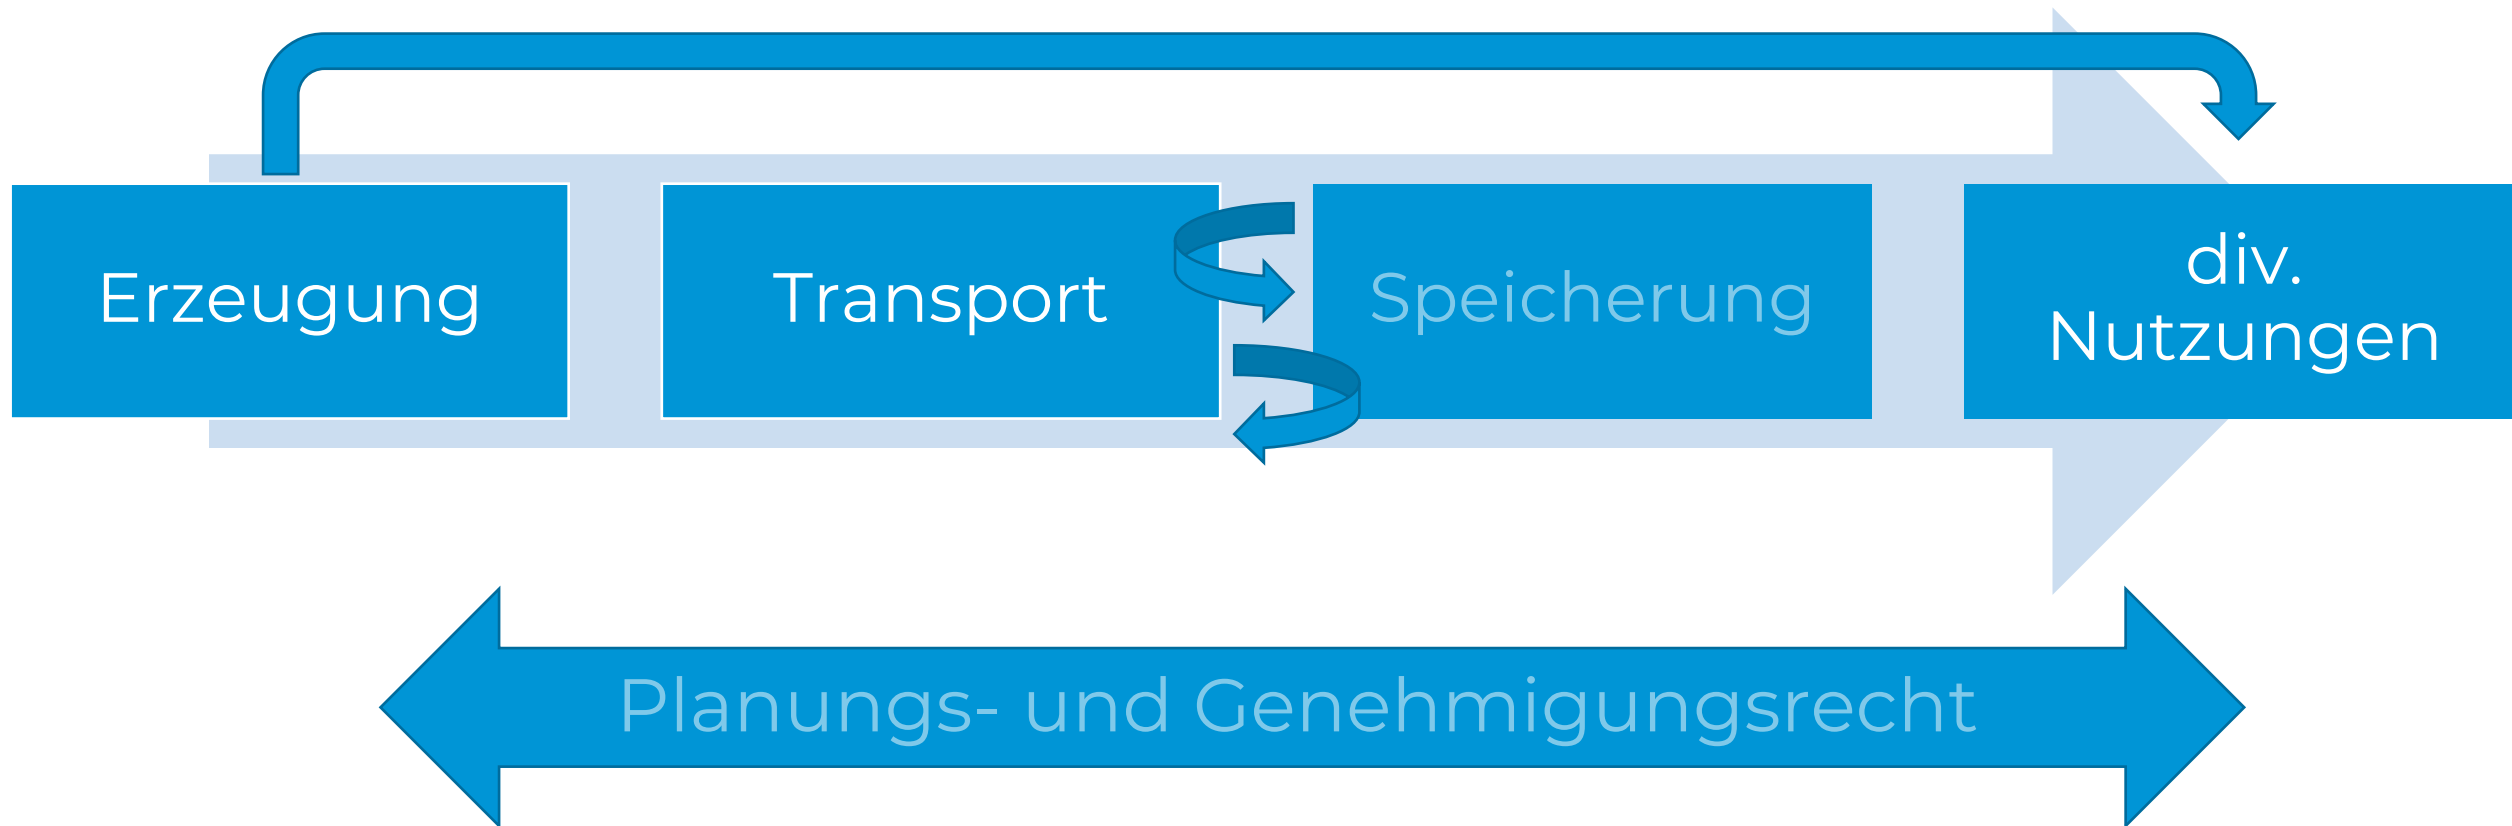 Erzeugung
Transport
Speicherung
div.
Nutzungen
Planungs- und Genehmigungsrecht